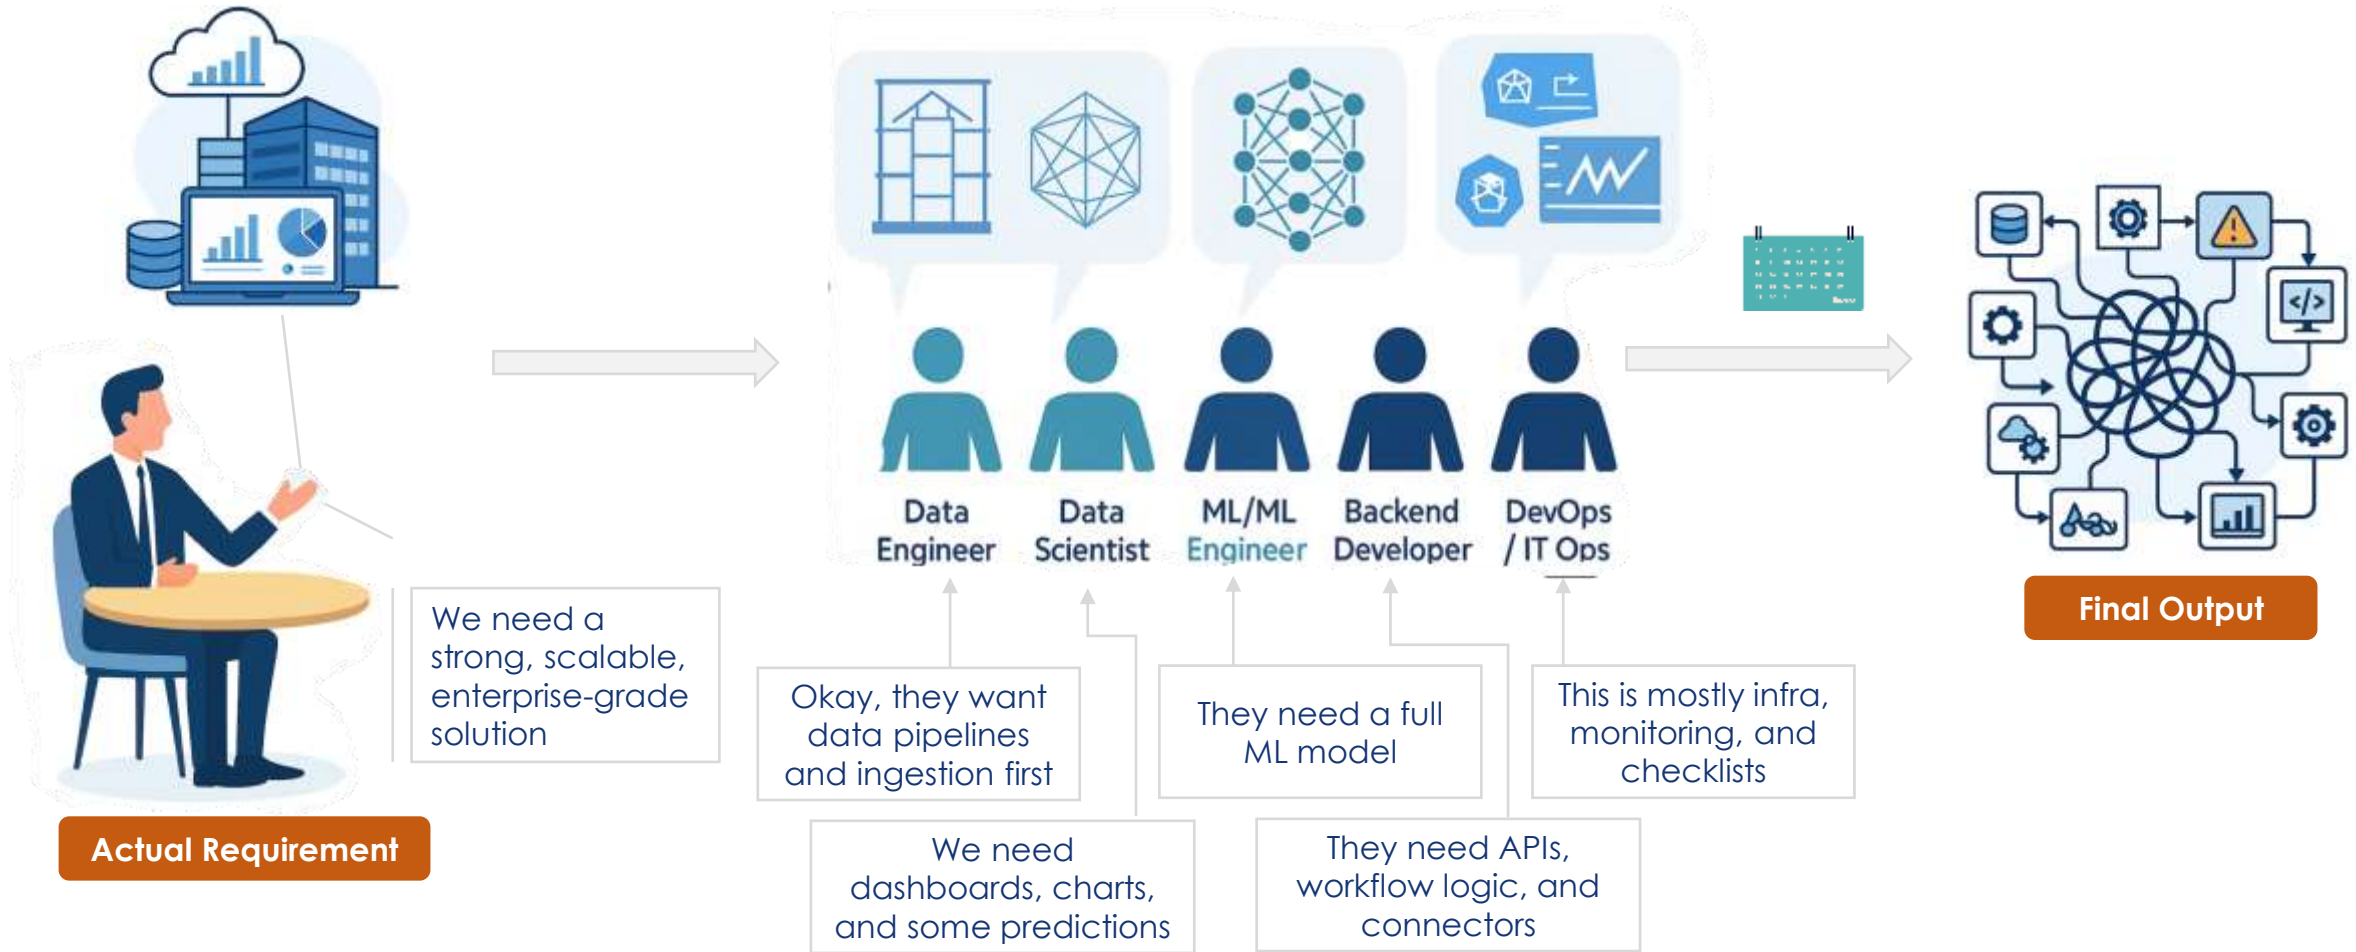 We need a
strong, scalable,
enterprise-grade
solution
Actual Requirement
Data
Engineer
Data
Scientist
ML/ML
Engineer
Backend
Developer
DevOps
/ IT Ops
Okay, they want
data pipelines
and ingestion first
We need
dashboards, charts,
and some predictions
They need a full
ML model
They need APIs,
workflow logic, and
connectors
This is mostly infra,
monitoring, and
checklists
</>
Final Output